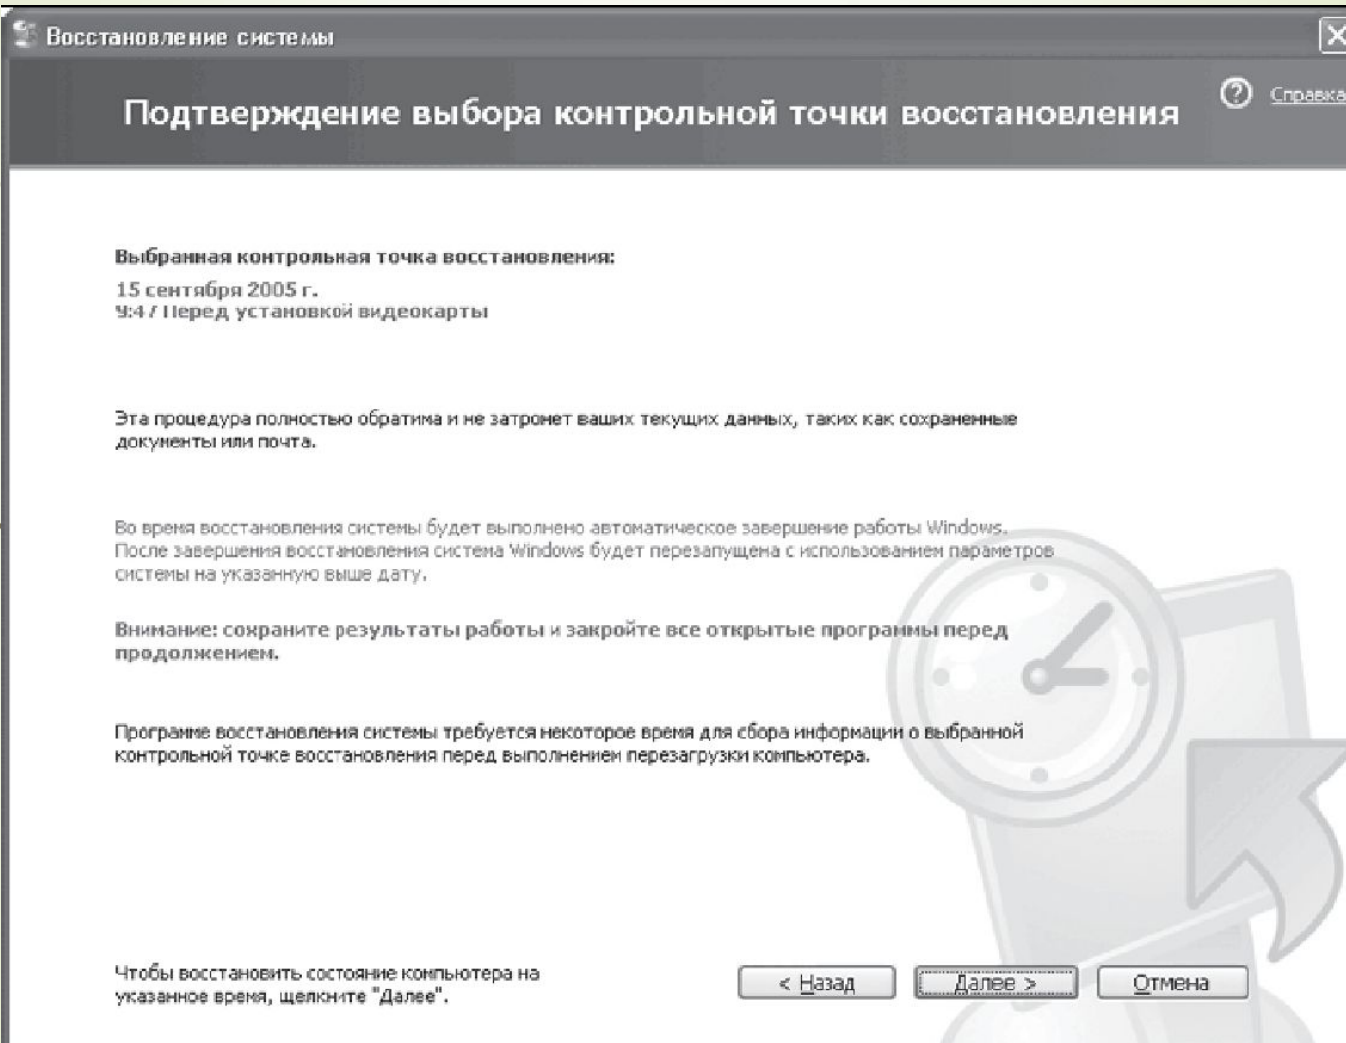 Восстановление системы
Подтверждение выбора контрольной точки восстановления
Справка
Выбранная контрольная точка восстановления:
15 сентября 2005 г.
9:47 Перед установкой видеокарты
Эта процедура полностью обратима и не затронет ваших текущих данных, таких как сохраненные
документы или почта.
Во время восстановления системы будет выполнено автоматическое завершение работы Windows.
После завершения восстановления система Windows будет перезапущена с использованием параметров
системы на указанную выше дату.
Внимание: сохраните результаты работы и закройте все открытые программы перед
продолжением.
Программе восстановления системы требуется некоторое время для сбора информации о выбранной
контрольной точке восстановления перед выполнением перезагрузки компьютера.
Чтобы восстановить состояние компьютера на
указанное время, щелкните "Далее".
< Назад
Далее >
Отмена